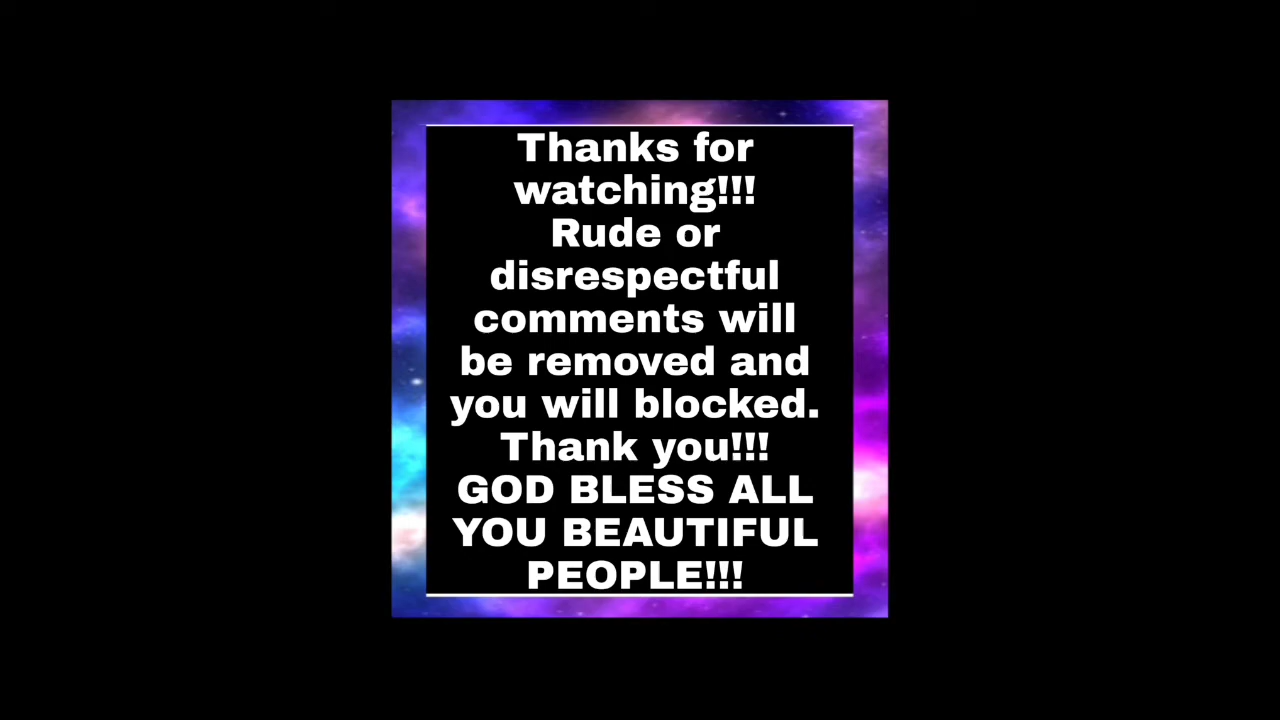 Thanks for
watching!!!
Rude or
disrespectful
comments will
be removed and
you will blocked.
Thank you!!!
GOD BLESS ALL
YOU BEAUTIFUL
PEOPLE!!!